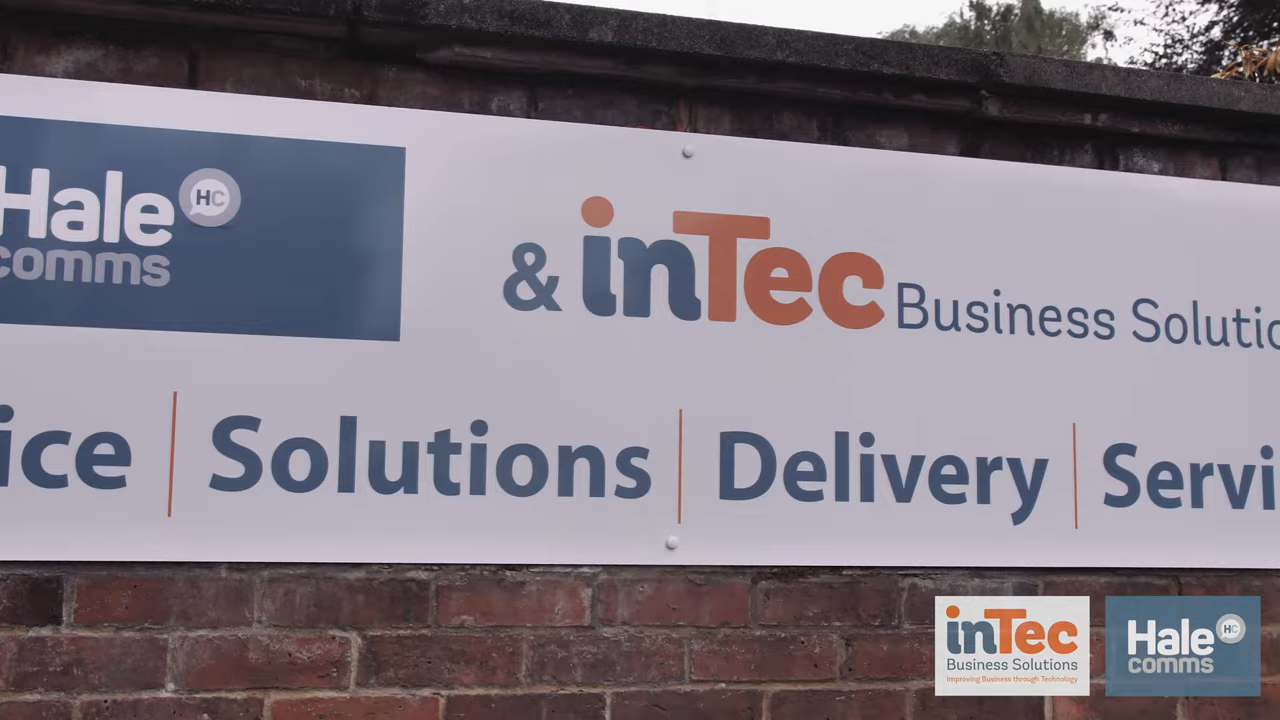 Hale HC
comms
& inTec Business Solutio
ice | Solutions | Delivery | Servi
inTec
Business Solutions
Improving Business through Technology
Hale HC
comms